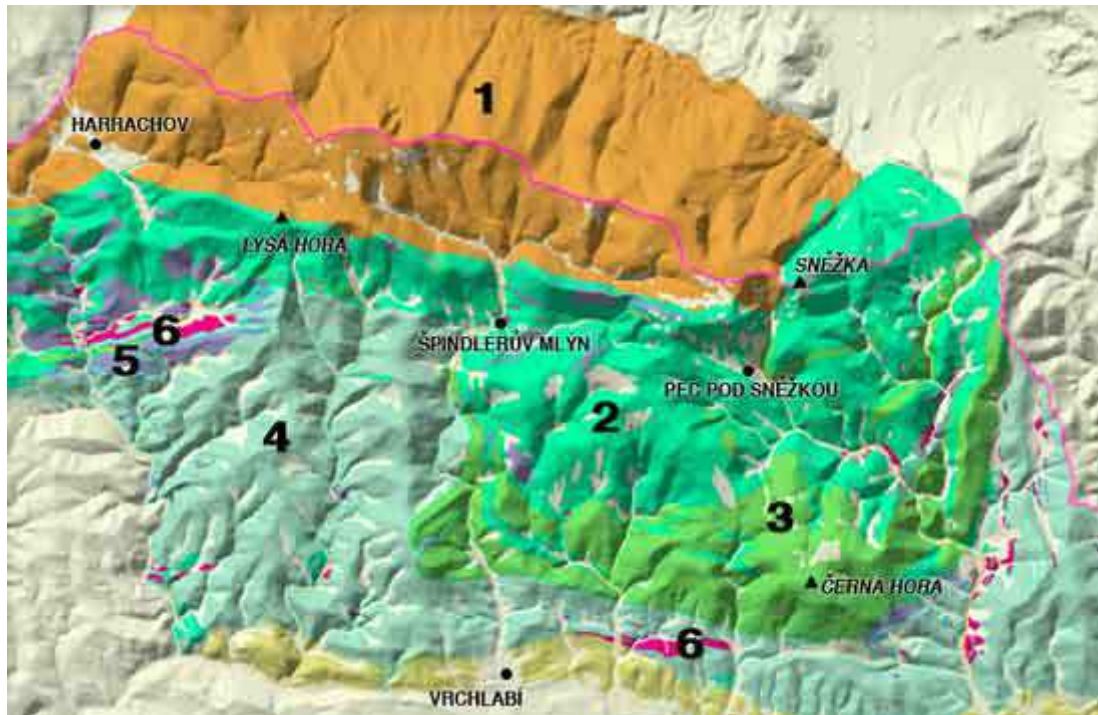 1
HARRACHOV
LYSÁ HORA
SNĚŽKA
6
5
ŠPINDLERŮV MLÝN
PEC POD SNĚŽKOU
2
4
3
ČERNÁ HORA
6
VRCHLABÍ